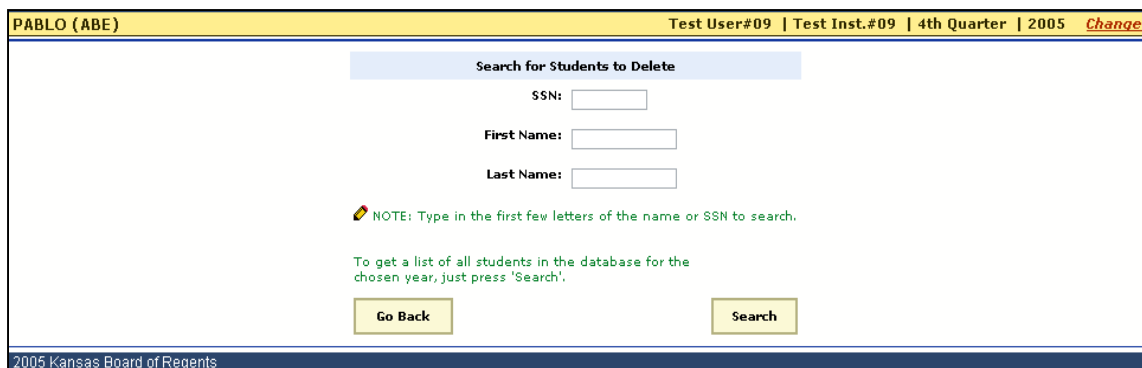 PABLO (ABE) Test User#09 | Test Inst.#09 | 4th Quarter | 2005 Change
Search for Students to Delete
SSN:
First Name:
Last Name:
NOTE: Type in the first few letters of the name or SSN to search.
To get a list of all students in the database for the
chosen year, just press 'Search'.
Go Back Search
2005 Kansas Board of Regents